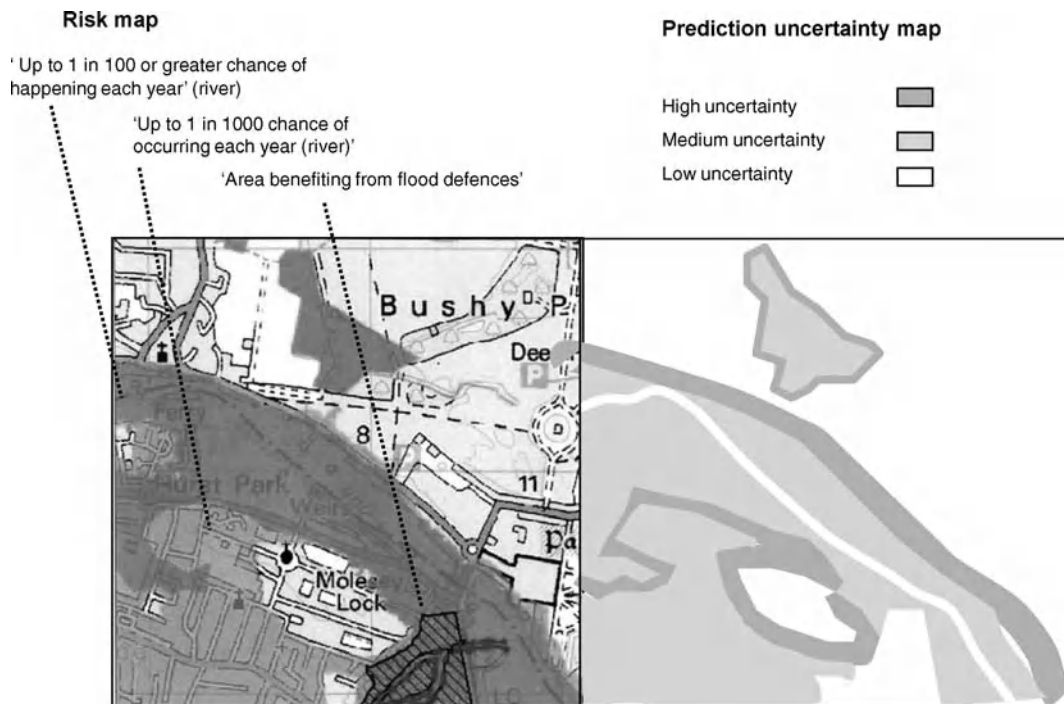 Risk map
' Up to 1 in 100 or greater chance of
happening each year' (river)
'Up to 1 in 1000 chance of
occurring each year (river)'
'Area benefiting from flood defences'
Prediction uncertainty map
High uncertainty
Medium uncertainty
Low uncertainty
Bushy P
Dee
P
Ferry
8
Hurst Park
Weirs
11
Pa
Molesey
Lock
LC